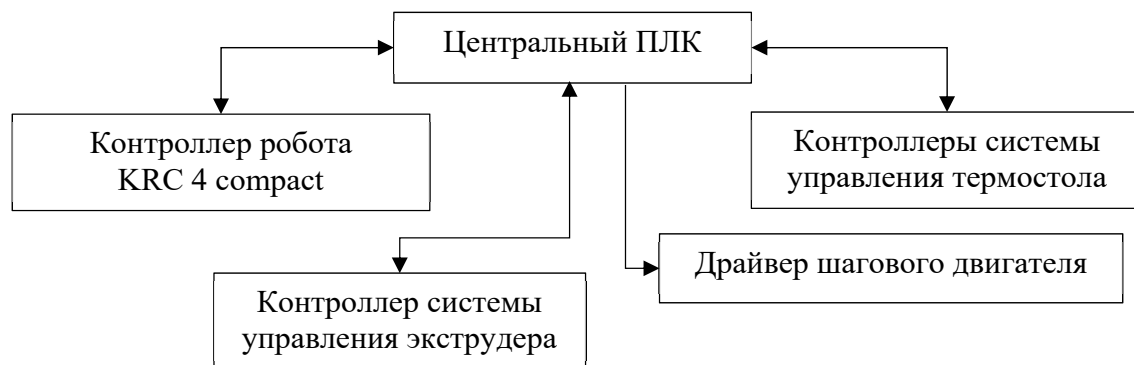 Центральный ПЛК
Контроллер робота
KRC 4 compact
Контроллеры системы
управления термостола
Драйвер шагового двигателя
Контроллер системы
управления экструдера